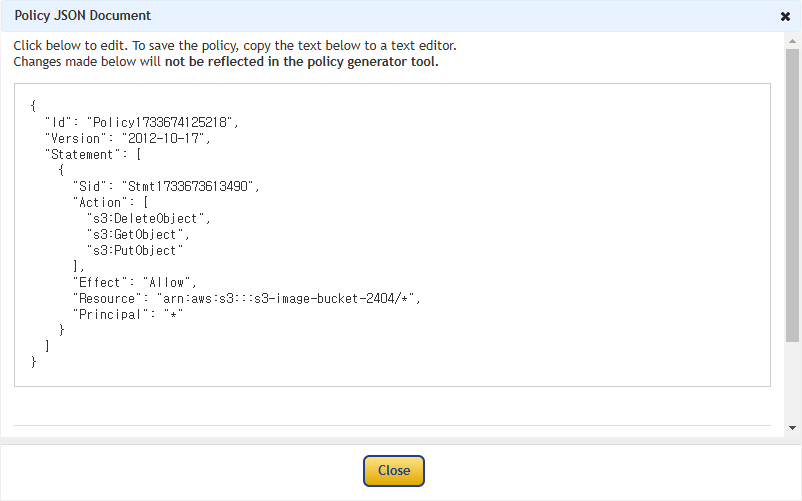 Policy JSON Document
Click below to edit. To save the policy, copy the text below to a text editor.
Changes made below will not be reflected in the policy generator tool.
{
  "Id": "Policy1733674125218",
  "Version": "2012-10-17",
  "Statement": [
    {
      "Sid": "Stmt1733673613490",
      "Action": [
        "s3:DeleteObject",
        "s3:GetObject",
        "s3:PutObject"
      ],
      "Effect": "Allow",
      "Resource": "arn:aws:s3:::s3-image-bucket-2404/*",
      "Principal": "*"
    }
  ]
}
Close